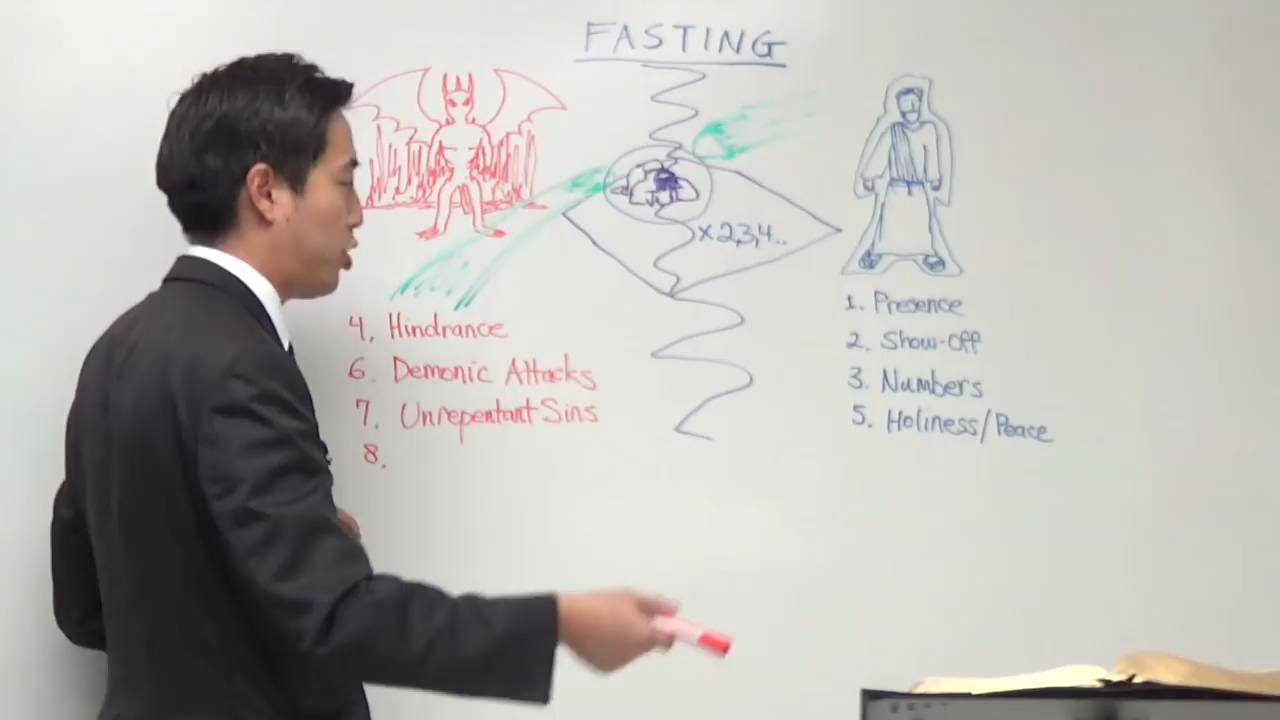 FASTING
x2,3,4..
4. Hindrance
6. Demonic Attacks
7. Unrepentant Sins
8.
1. Presence
2. Show-Off
3. Numbers
5. Holiness/Peace